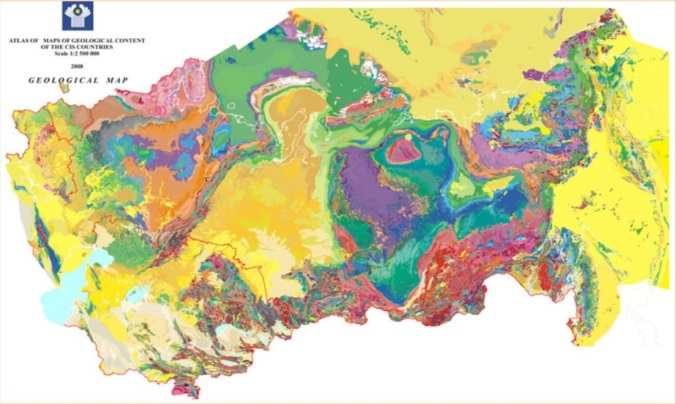 ATLAS OF MAPS OF GEOLOGICAL CONTENT
OF THE CIS COUNTRIES
Scale 1:2 500 000
2008
GEOLOGICAL MAP